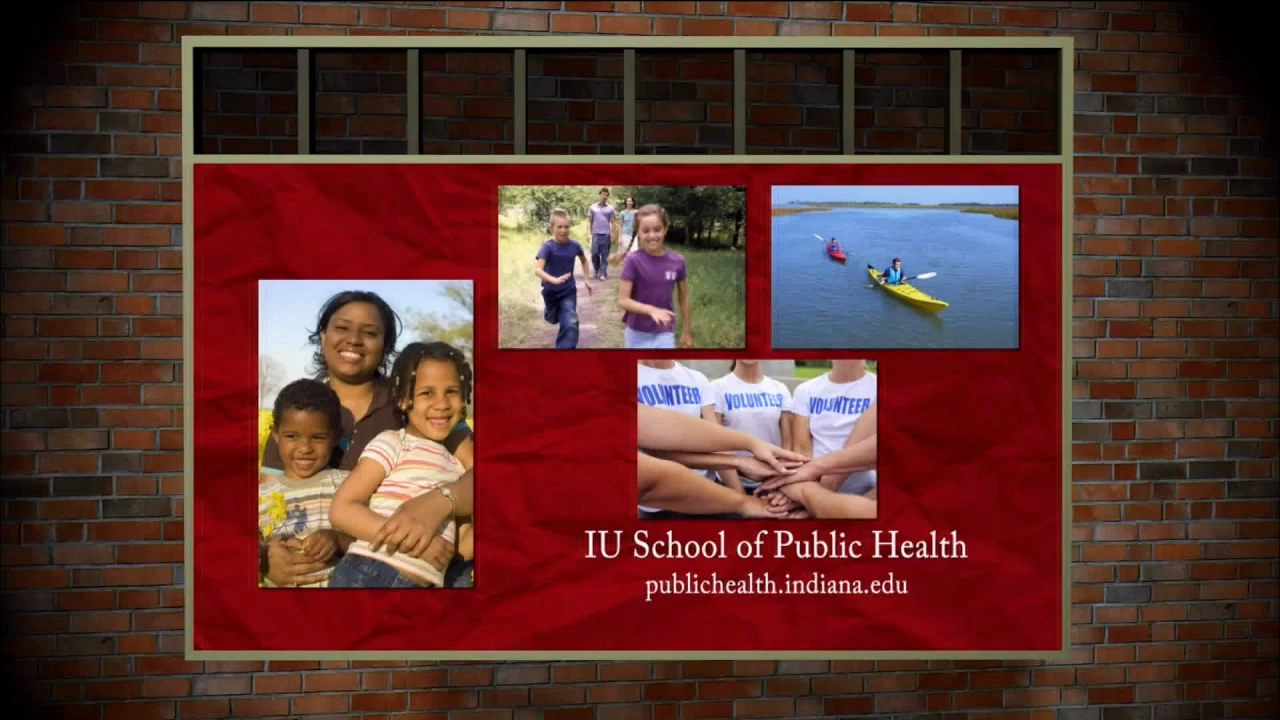 VOLUNTEER VOLUNTEER VOLUNTEER
IU School of Public Health
publichealth.indiana.edu